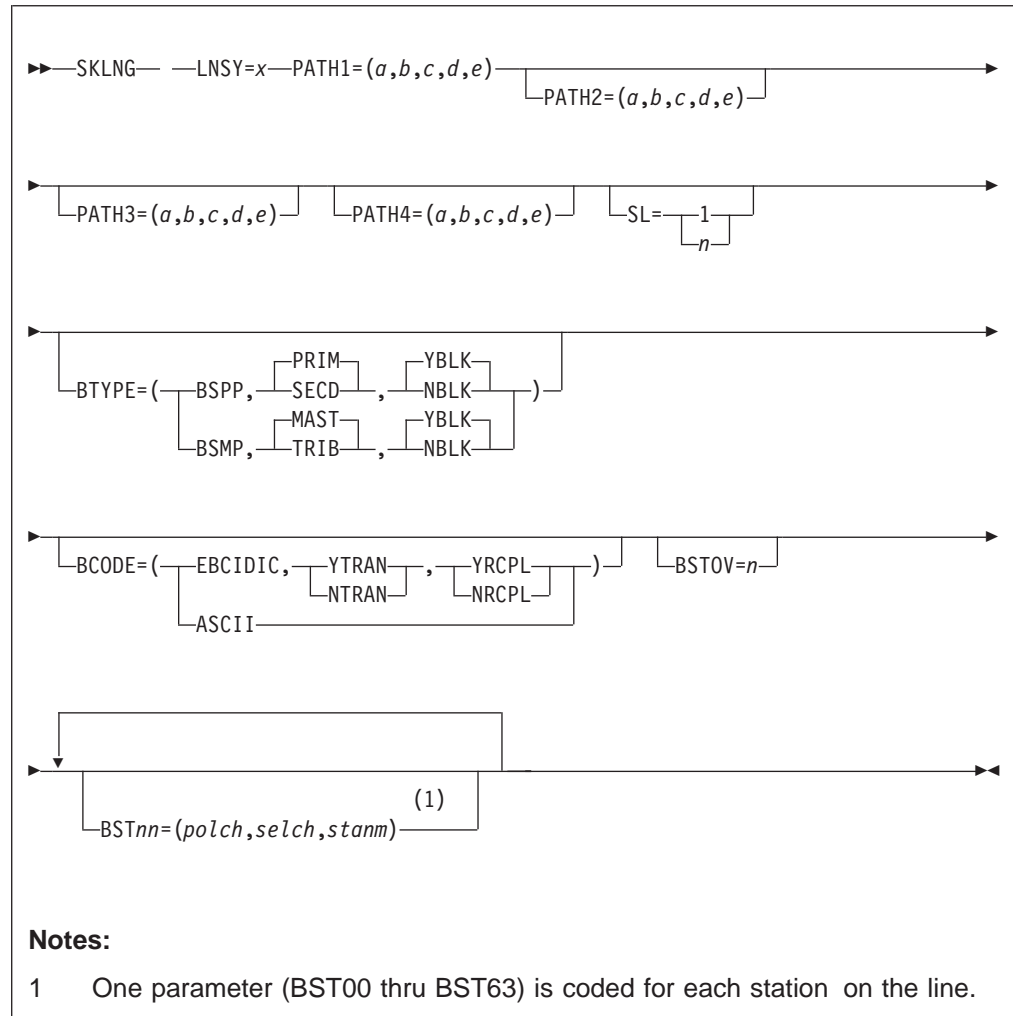 SKLNG LNSY=x PATH1=(a,b,c,d,e)
PATH2=(a,b,c,d,e)
PATH3=(a,b,c,d,e) PATH4=(a,b,c,d,e) SL= 1
n
PRIM YBLK
BTYPE=( BSPP, SECD , NBLK )
MAST YBLK
BSMP, TRIB , NBLK
BCODE=( EBCIDIC, YTRAN , YRCPL ) BSTOV=n
NTRAN NRCPL
ASCII
(1)
BSTnn=(polch,selch,stanm)
Notes:
1 One parameter (BST00 thru BST63) is coded for each station on the line.